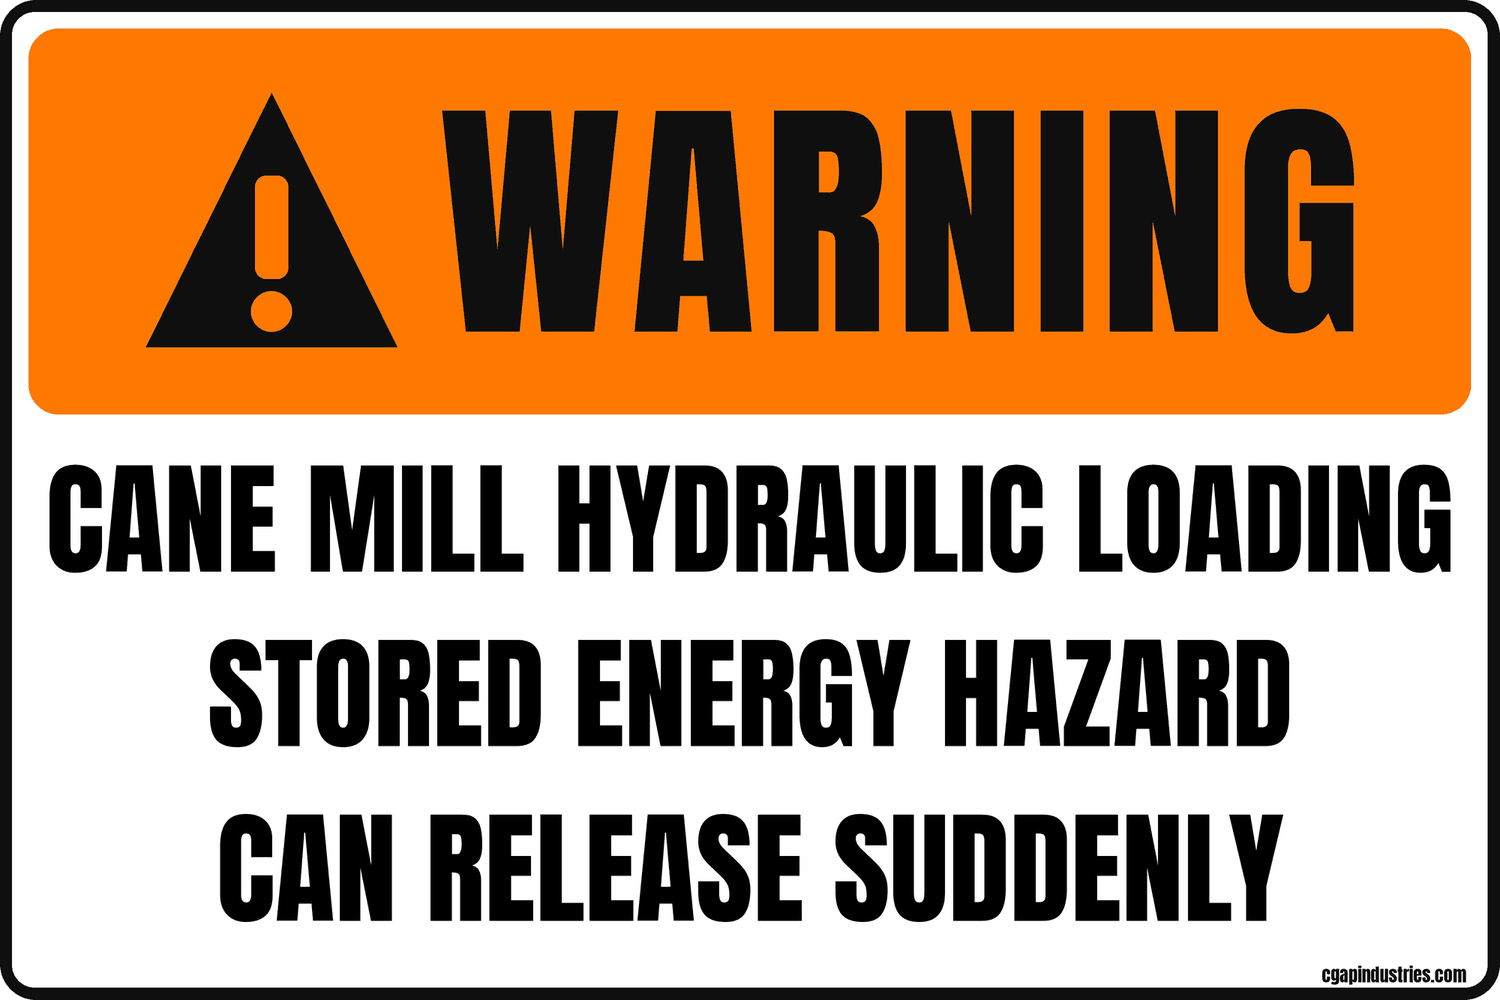 WARNING
CANE MILL HYDRAULIC LOADING
STORED ENERGY HAZARD
CAN RELEASE SUDDENLY
cgapindustries.com